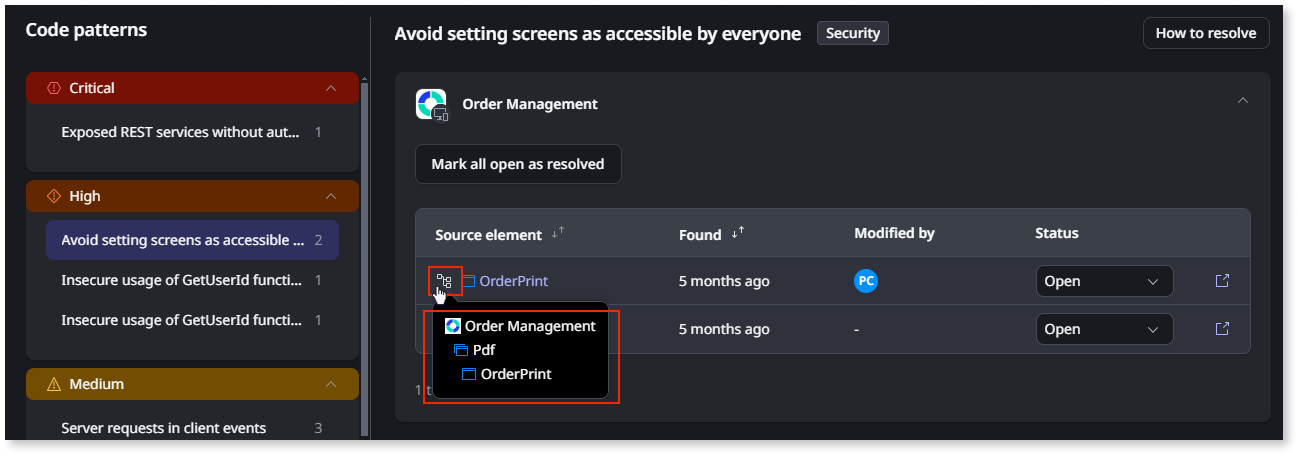 Code patterns
Critical
Exposed REST services without aut... 1
High
Avoid setting screens as accessible ... 2
Insecure usage of GetUserId functi... 1
Insecure usage of GetUserId functi... 1
Medium
Server requests in client events 3
Avoid setting screens as accessible by everyone Security How to resolve
Order Management
Mark all open as resolved
Source element Found Modified by Status
OrderPrint 5 months ago PC Open
Order Management
Pdf
OrderPrint
5 months ago - Open
1 t